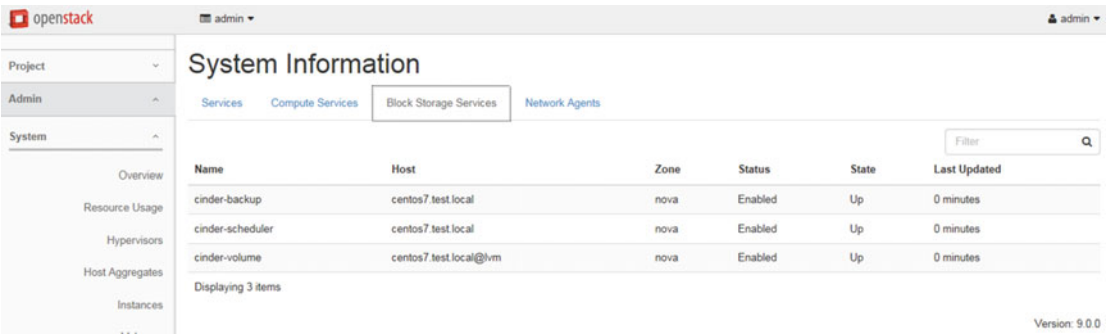 openstack admin admin
Project
Admin
System
Overview
Resource Usage
Hypervisors
Host Aggregates
Instances
System Information
Services Compute Services Block Storage Services Network Agents
Filter
Name Host Zone Status State Last Updated
cinder-backup centos7.test.local nova Enabled Up 0 minutes
cinder-scheduler centos7.test.local nova Enabled Up 0 minutes
cinder-volume centos7.test.local@lvm nova Enabled Up 0 minutes
Displaying 3 items
Version: 9.0.0